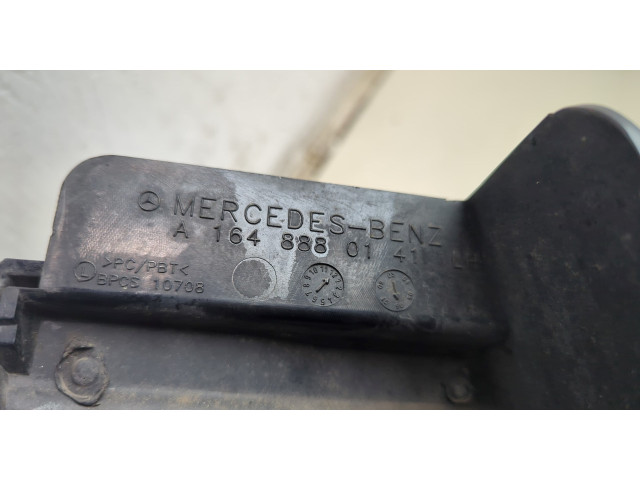 MERCEDES-BENZ
A 164 888 01 41
>PC/PBT<
BPCS 10708